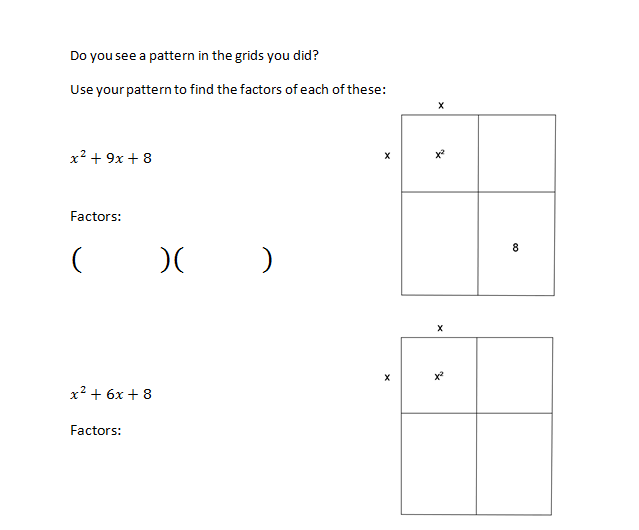 Do you see a pattern in the grids you did?
Use your pattern to find the factors of each of these:
x
x² + 9x + 8
x
x²
Factors:
8
(          )(          )
x
x
x²
x² + 6x + 8
Factors: